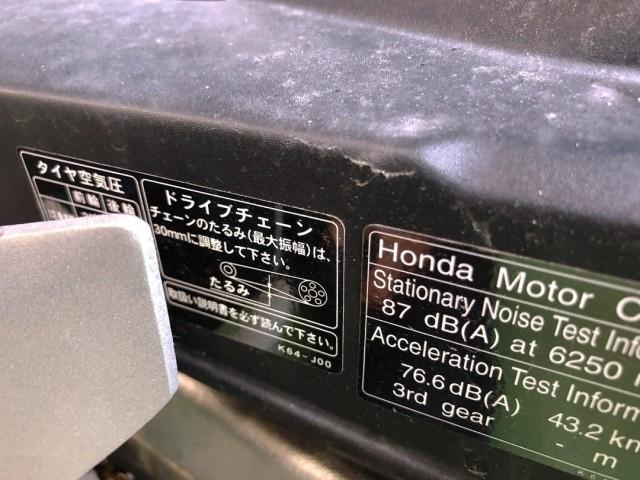 タイヤ空気圧
前輪 後輪
ドライブチェーン
チェーンのたるみ(最大振幅)は、
30mmに調整して下さい。
たるみ
取扱い説明書を必ず読んで下さい。
K64-J00
Honda Motor
Stationary Noise Test
87 dB(A) at 6250
Acceleration Test
76.6 dB(A) 43.2
3rd gear - m